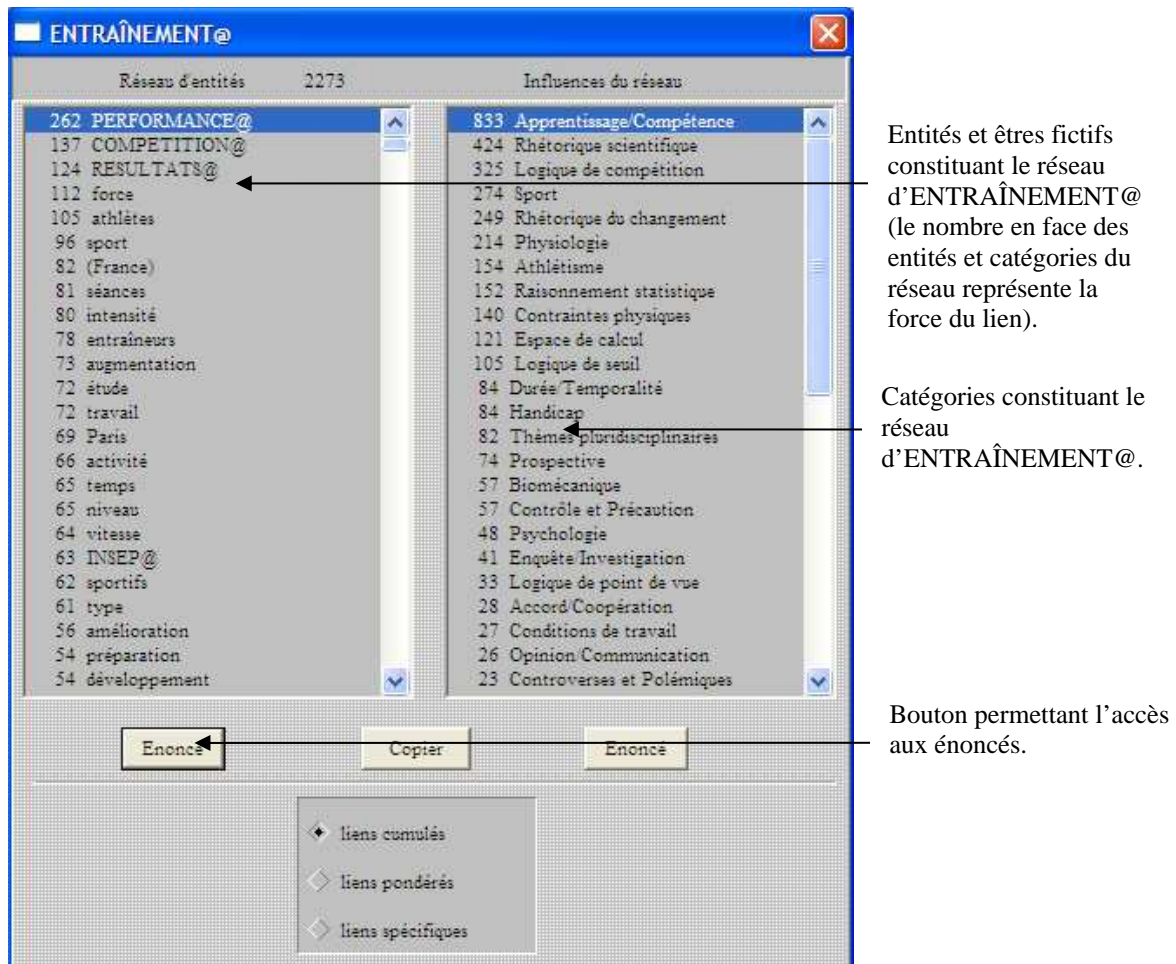 ENTRAÎNEMENT@
Réseau d'entités 2273 Influences du réseau
262 PERFORMANCE@
137 COMPETITION@
124 RESULTATS@
112 force
105 athlètes
96 sport
82 (France)
81 séances
80 intensité
78 entraîneurs
73 augmentation
72 étude
72 travail
69 Paris
66 activité
65 temps
65 niveau
64 vitesse
63 INSEP@
62 sportifs
61 type
56 amélioration
54 préparation
54 développement
833 Apprentissage/Compétence
424 Rhétorique scientifique
325 Logique de compétition
274 Sport
249 Rhétorique du changement
214 Physiologie
154 Athlétisme
152 Raisonnement statistique
140 Contraintes physiques
121 Espace de calcul
105 Logique de seuil
84 Durée/Temporalité
84 Handicap
82 Thèmes pluridisciplinaires
74 Prospective
57 Biomécanique
57 Contrôle et Précaution
48 Psychologie
41 Enquête/Investigation
33 Logique de point de vue
28 Accord/Coopération
27 Conditions de travail
26 Opinion/Communication
23 Controverses et Polémiques
Enoncé Copier Enoncé
liens cumulés
liens pondérés
liens spécifiques
Entités et êtres fictifs
constituant le réseau
d'ENTRAÎNEMENT@
(le nombre en face des
entités et catégories du
réseau représente la
force du lien).
Catégories constituant le
réseau
d'ENTRAÎNEMENT@.
Bouton permettant l'accès
aux énoncés.